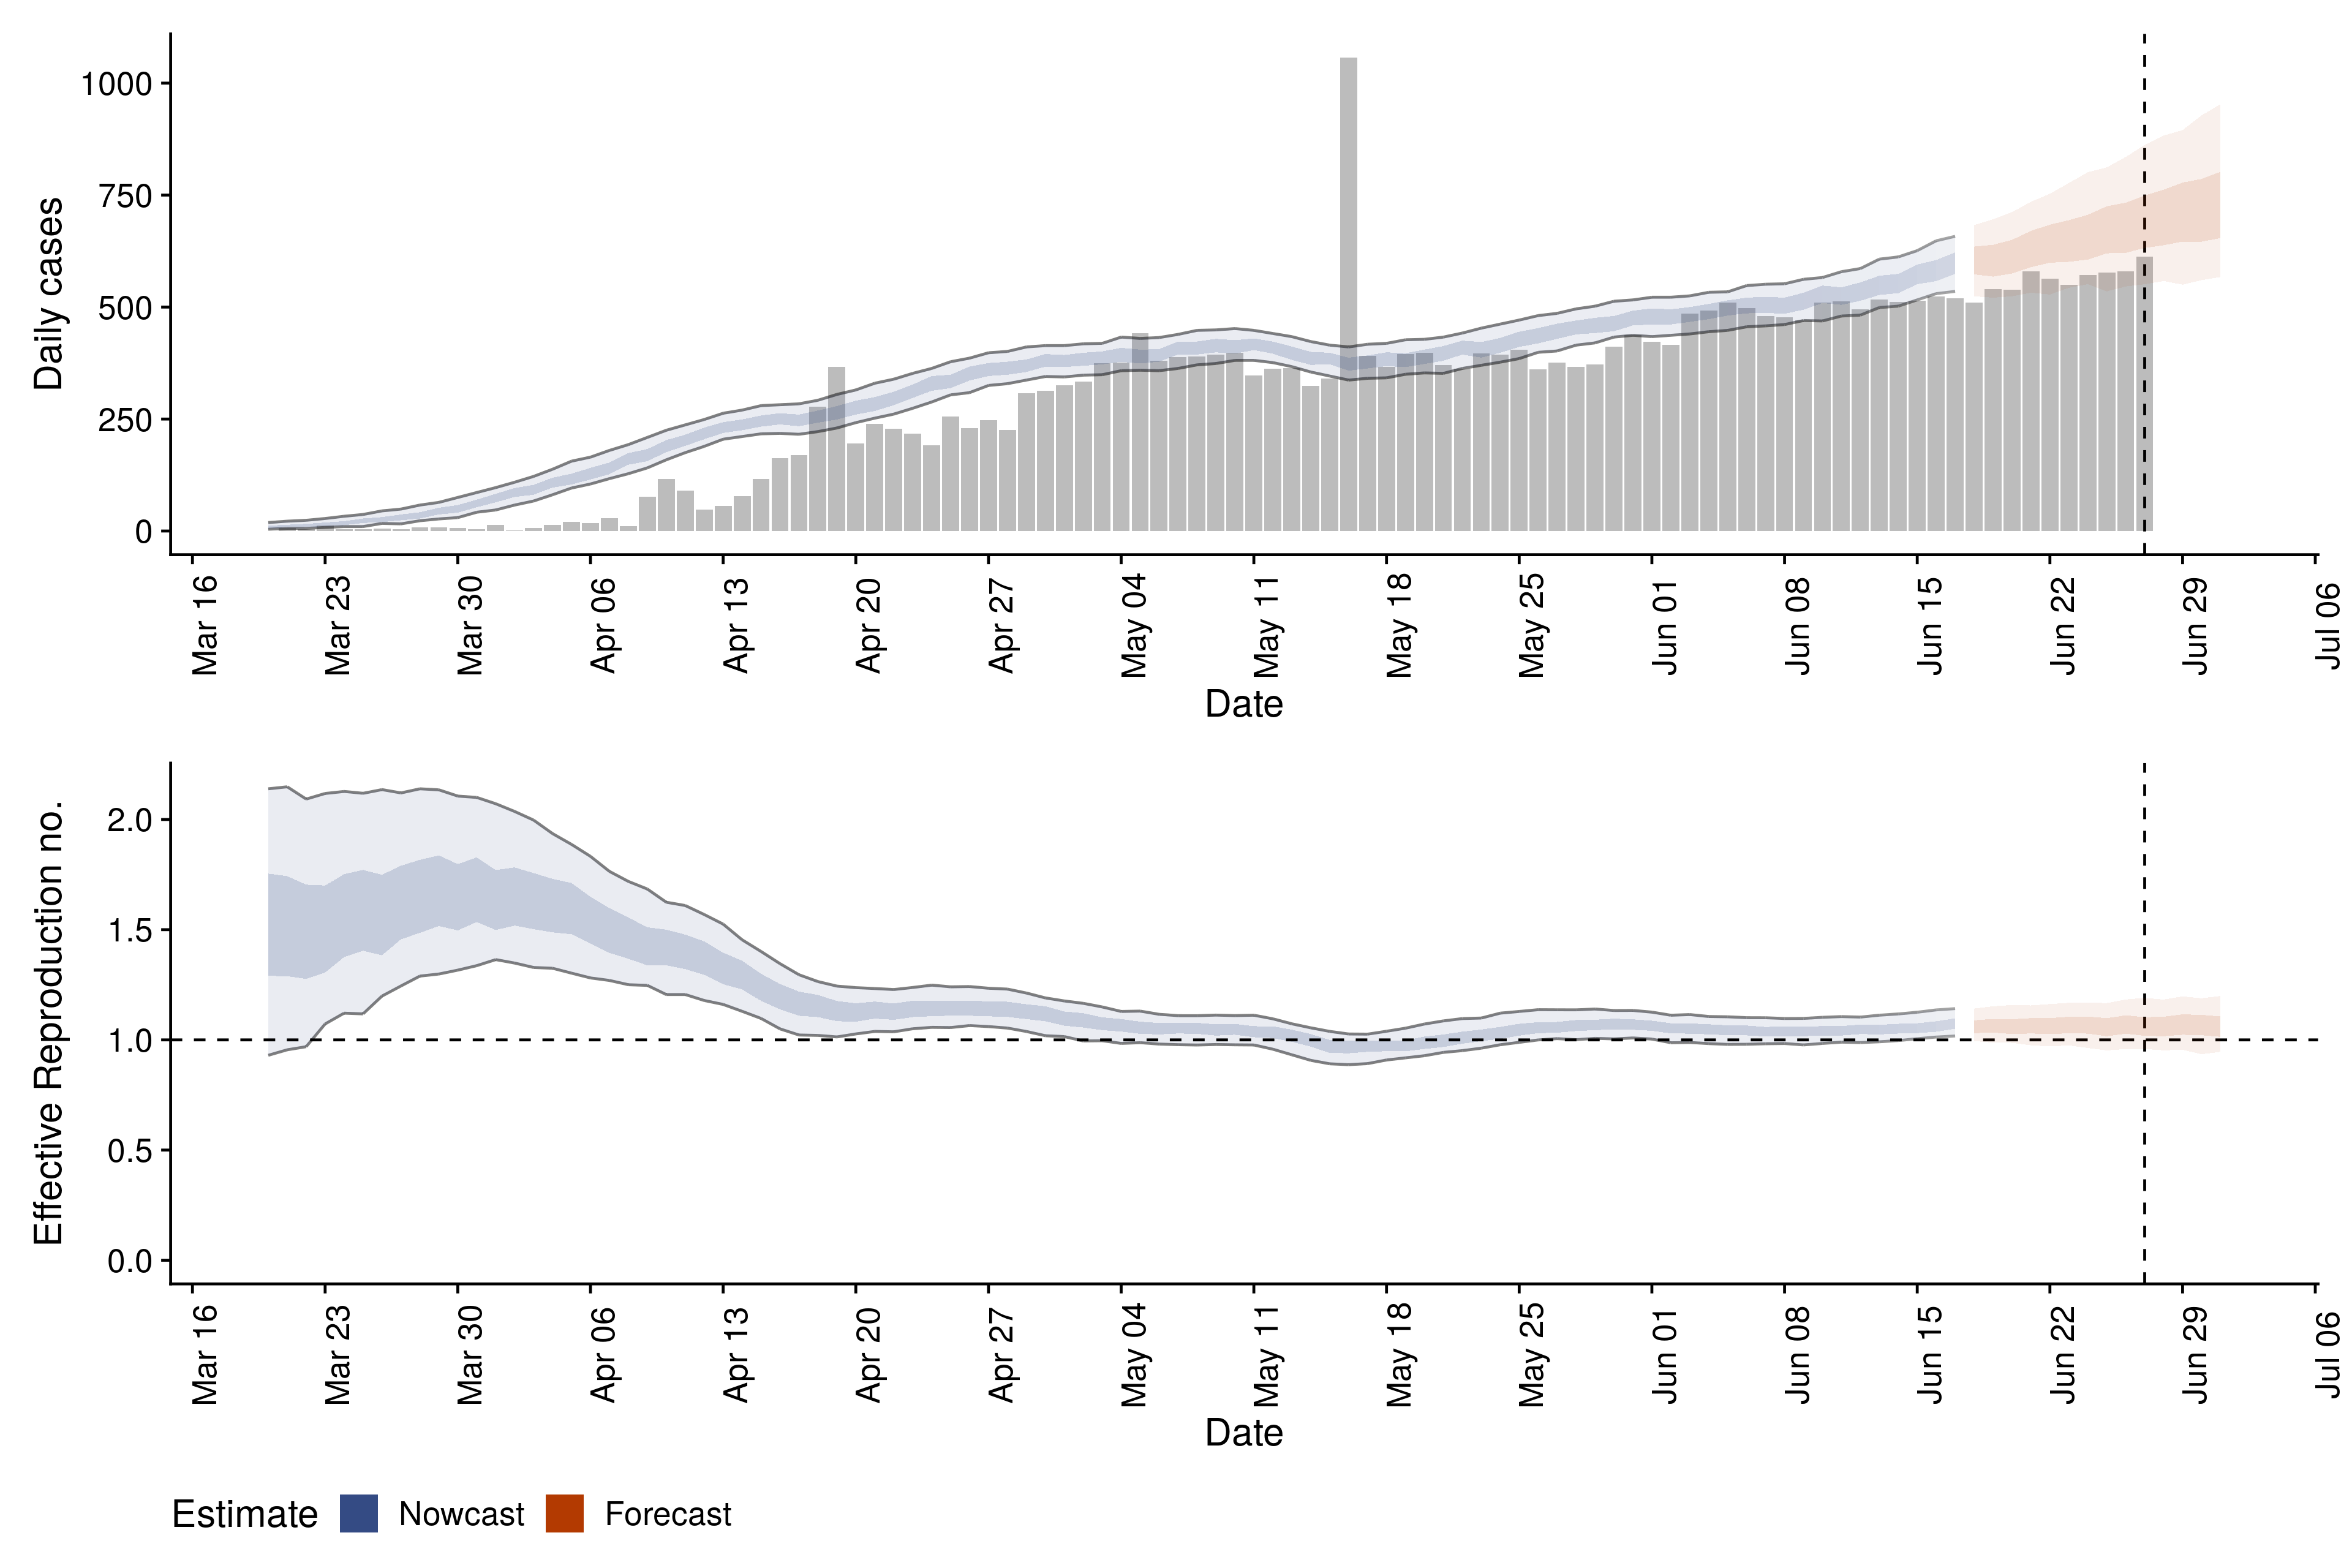 Daily cases
1000
750
500
250
0
Mar 16
Mar 23
Mar 30
Apr 06
Apr 13
Apr 20
Apr 27
May 04
May 11
May 18
May 25
Jun 01
Jun 08
Jun 15
Jun 22
Jun 29
Jul 06
Date
Effective Reproduction no.
2.0
1.5
1.0
0.5
0.0
Mar 16
Mar 23
Mar 30
Apr 06
Apr 13
Apr 20
Apr 27
May 04
May 11
May 18
May 25
Jun 01
Jun 08
Jun 15
Jun 22
Jun 29
Jul 06
Date
Estimate Nowcast Forecast